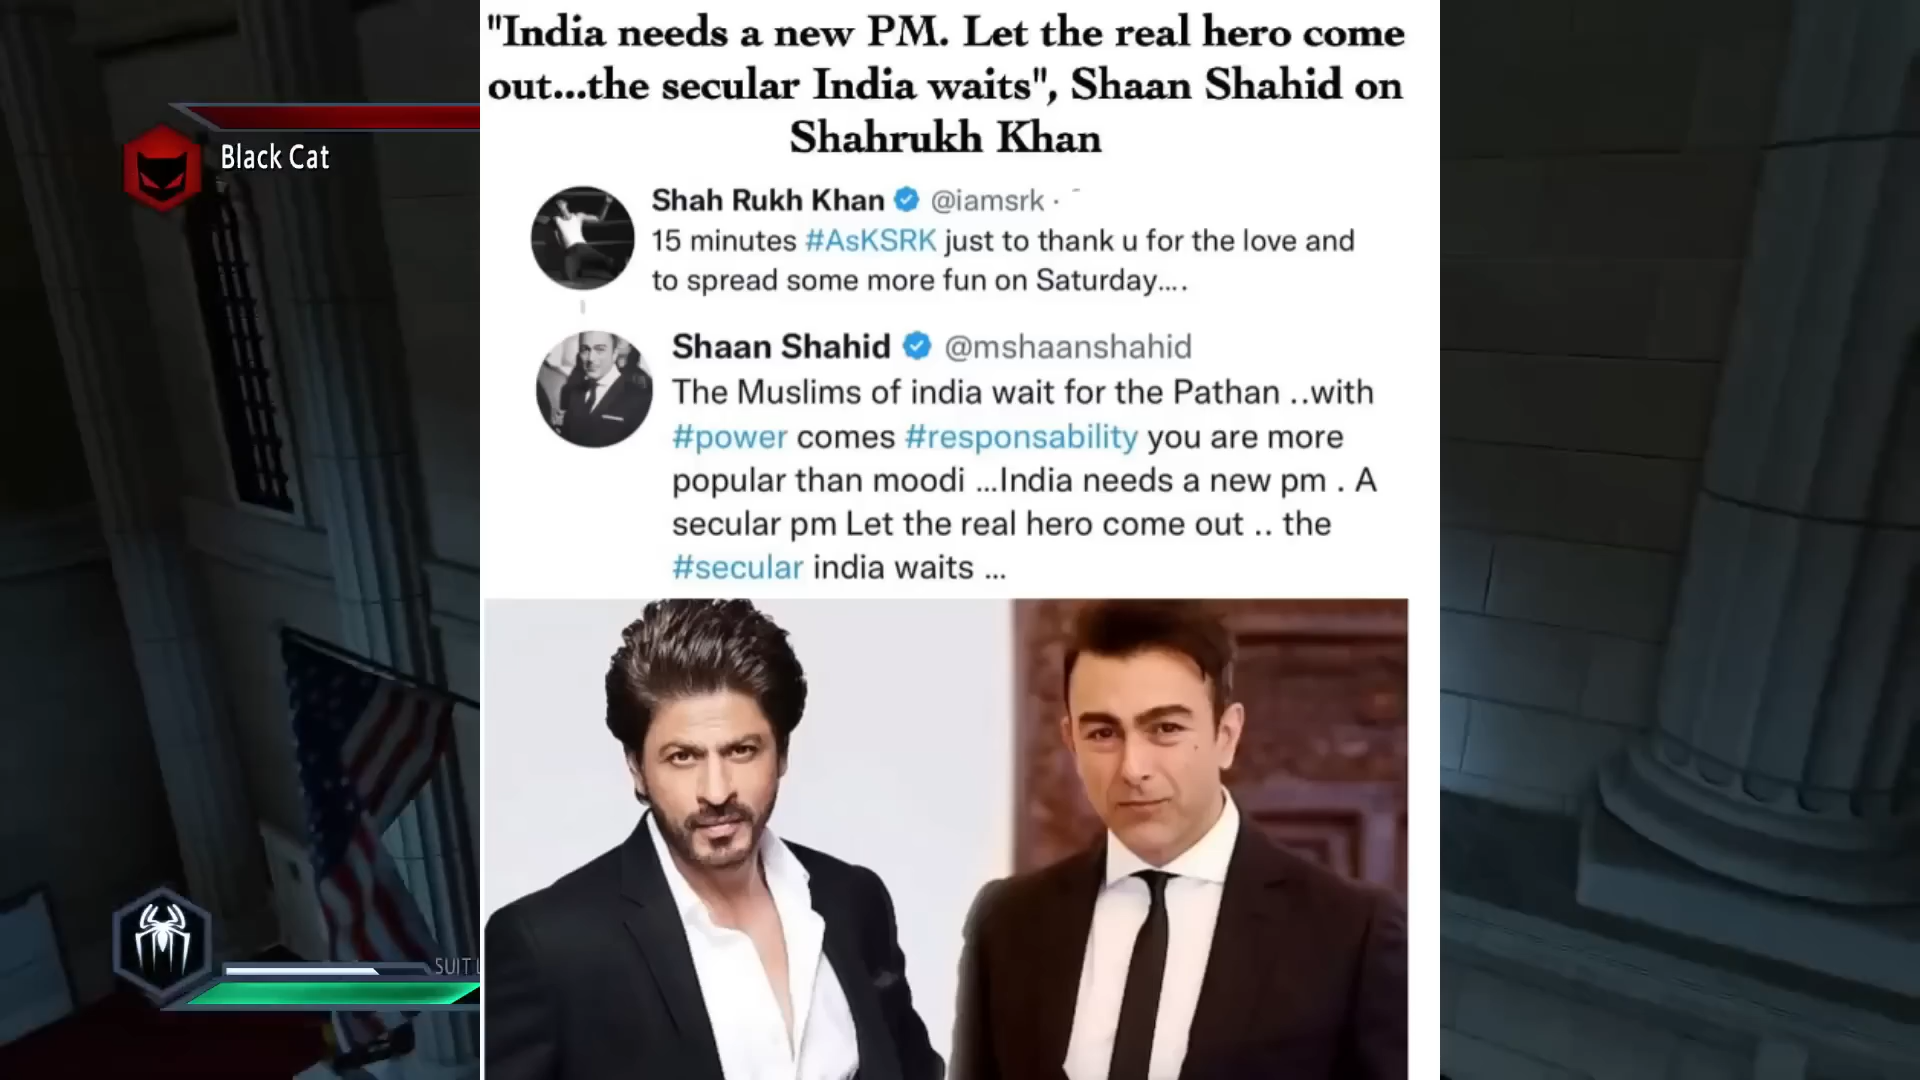 "India needs a new PM. Let the real hero come
out...the secular India waits", Shaan Shahid on
Shahrukh Khan
Black Cat
Shah Rukh Khan @iamsrk ·
15 minutes #AsKSRK just to thank u for the love and
to spread some more fun on Saturday....
Shaan Shahid @mshaanshahid
The Muslims of india wait for the Pathan ..with
#power comes #responsability you are more
popular than moodi ...India needs a new pm . A
secular pm Let the real hero come out .. the
#secular india waits ...
SUIT